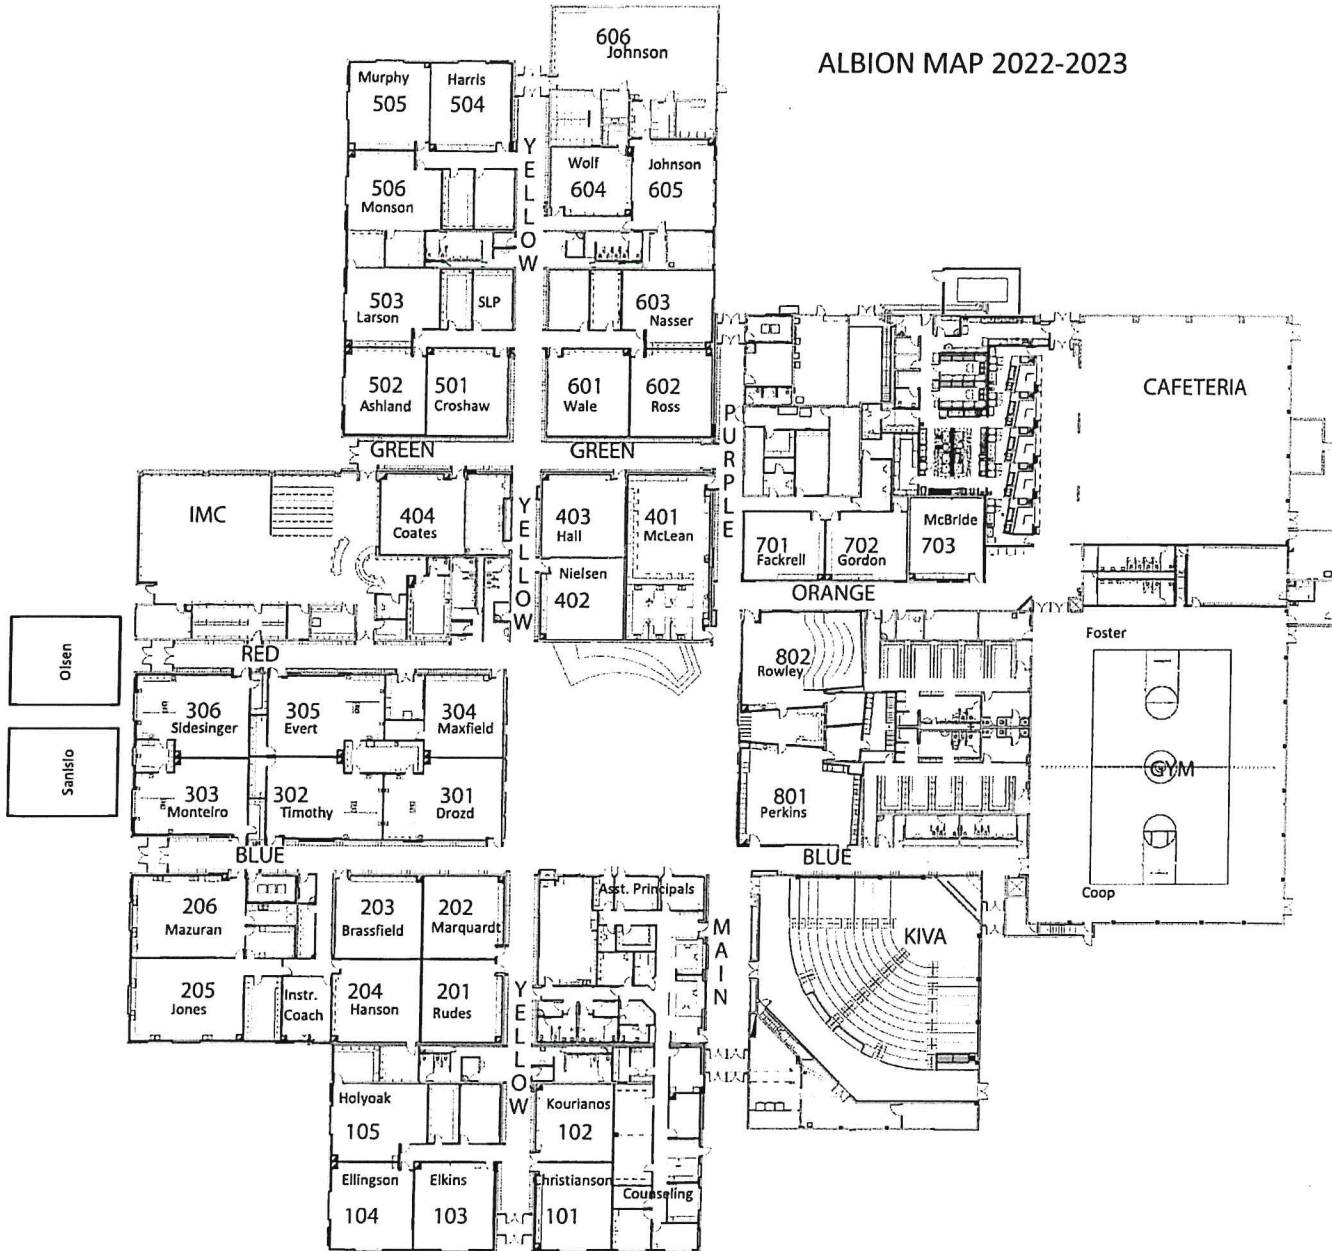 ALBION MAP 2022-2023
606
Johnson
Murphy
505
Harris
504
YELLOW
Wolf
604
Johnson
605
506
Monson
503
Larson
SLP
603
Nasser
502
Ashland
501
Croshaw
601
Wale
602
Ross
PURPLE
CAFETERIA
GREEN
GREEN
IMC
404
Coates
YELLOW
403
Hall
401
McLean
Nielsen
402
701
Fackrell
702
Gordon
McBride
703
ORANGE
Olsen
RED
Foster
802
Rowley
306
Sidesinger
305
Evert
304
Maxfield
Sanislo
303
Monteiro
302
Timothy
301
Drozd
801
Perkins
GYM
BLUE
BLUE
Coop
206
Mazuran
203
Brassfield
202
Marquardt
Asst. Principals
MAIN
KIVA
205
Jones
Instr.
Coach
204
Hanson
201
Rudes
YELLOW
Holyoak
105
Kourianos
102
Ellingson
104
Elkins
103
Christianson
101
Counseling